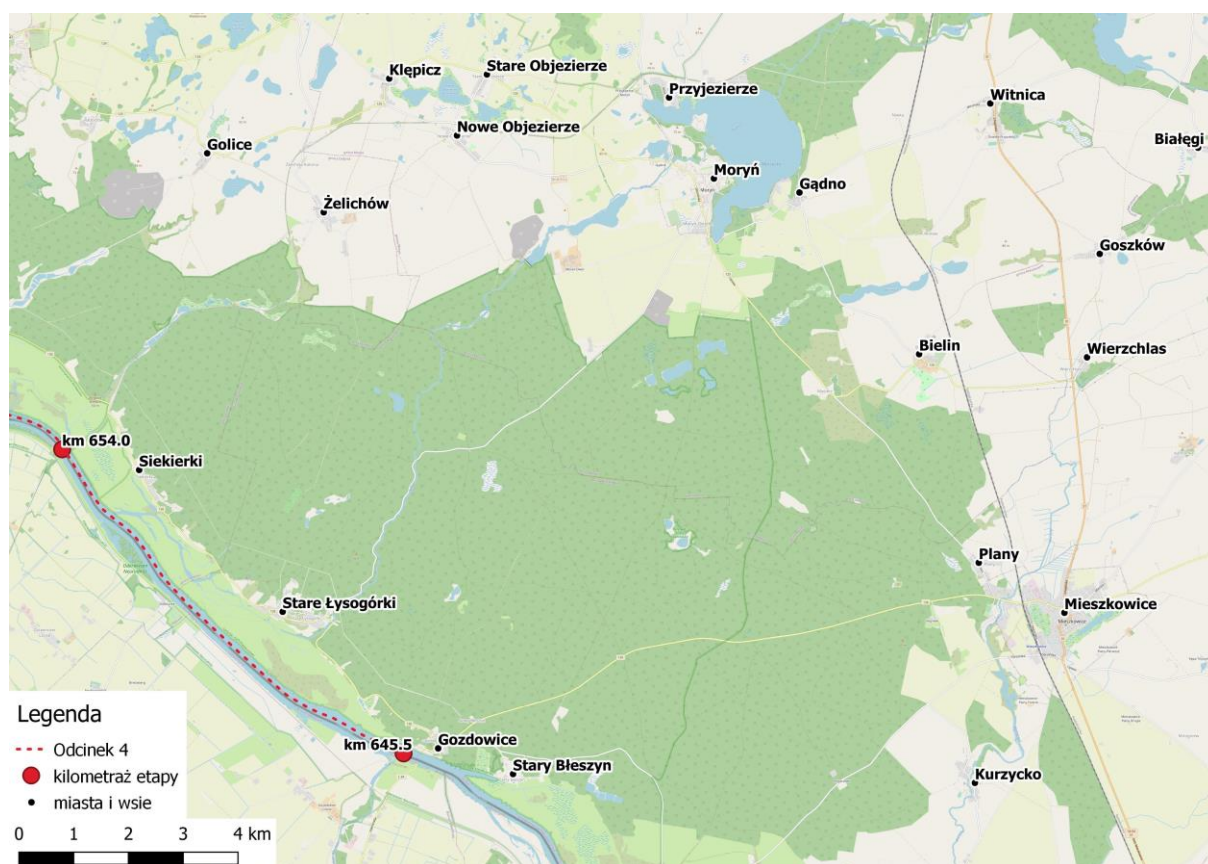 Klępicz
Stare Objezierze
Przyjezierze
Witnica
Nowe Objezierze
Białęgi
Golice
Moryń
Gądno
Żelichów
Goszków
Bielin
Wierzchlas
km 654.0
Siekierki
Plany
Stare Łysogórki
Mieszkowice
Legenda
Odcinek 4
km 645.5
Gozdowice
kilometraż etapy
Stary Błeszyn
miasta i wsie
Kurzycko
0 1 2 3 4 km